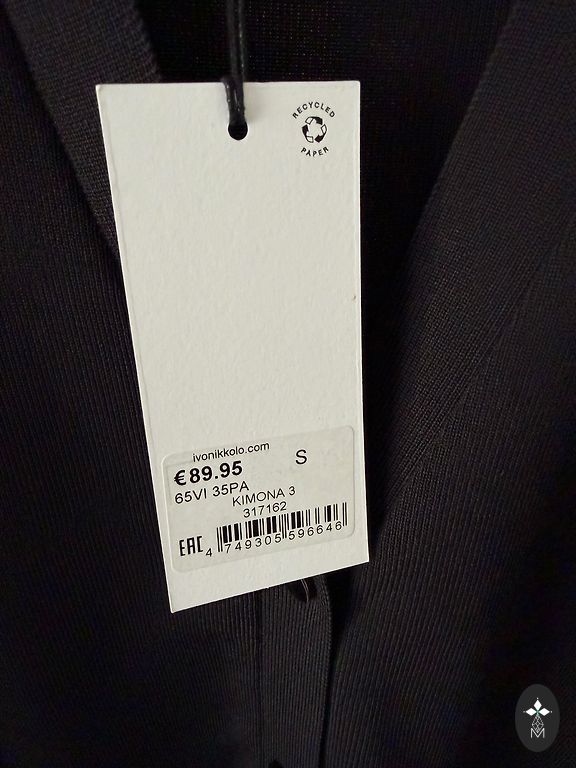 RECYCLED
PAPER
ivonikkolo.com
€89.95 S
65VI 35PA
KIMONA 3
317162
EAC 4 749305 596646
M